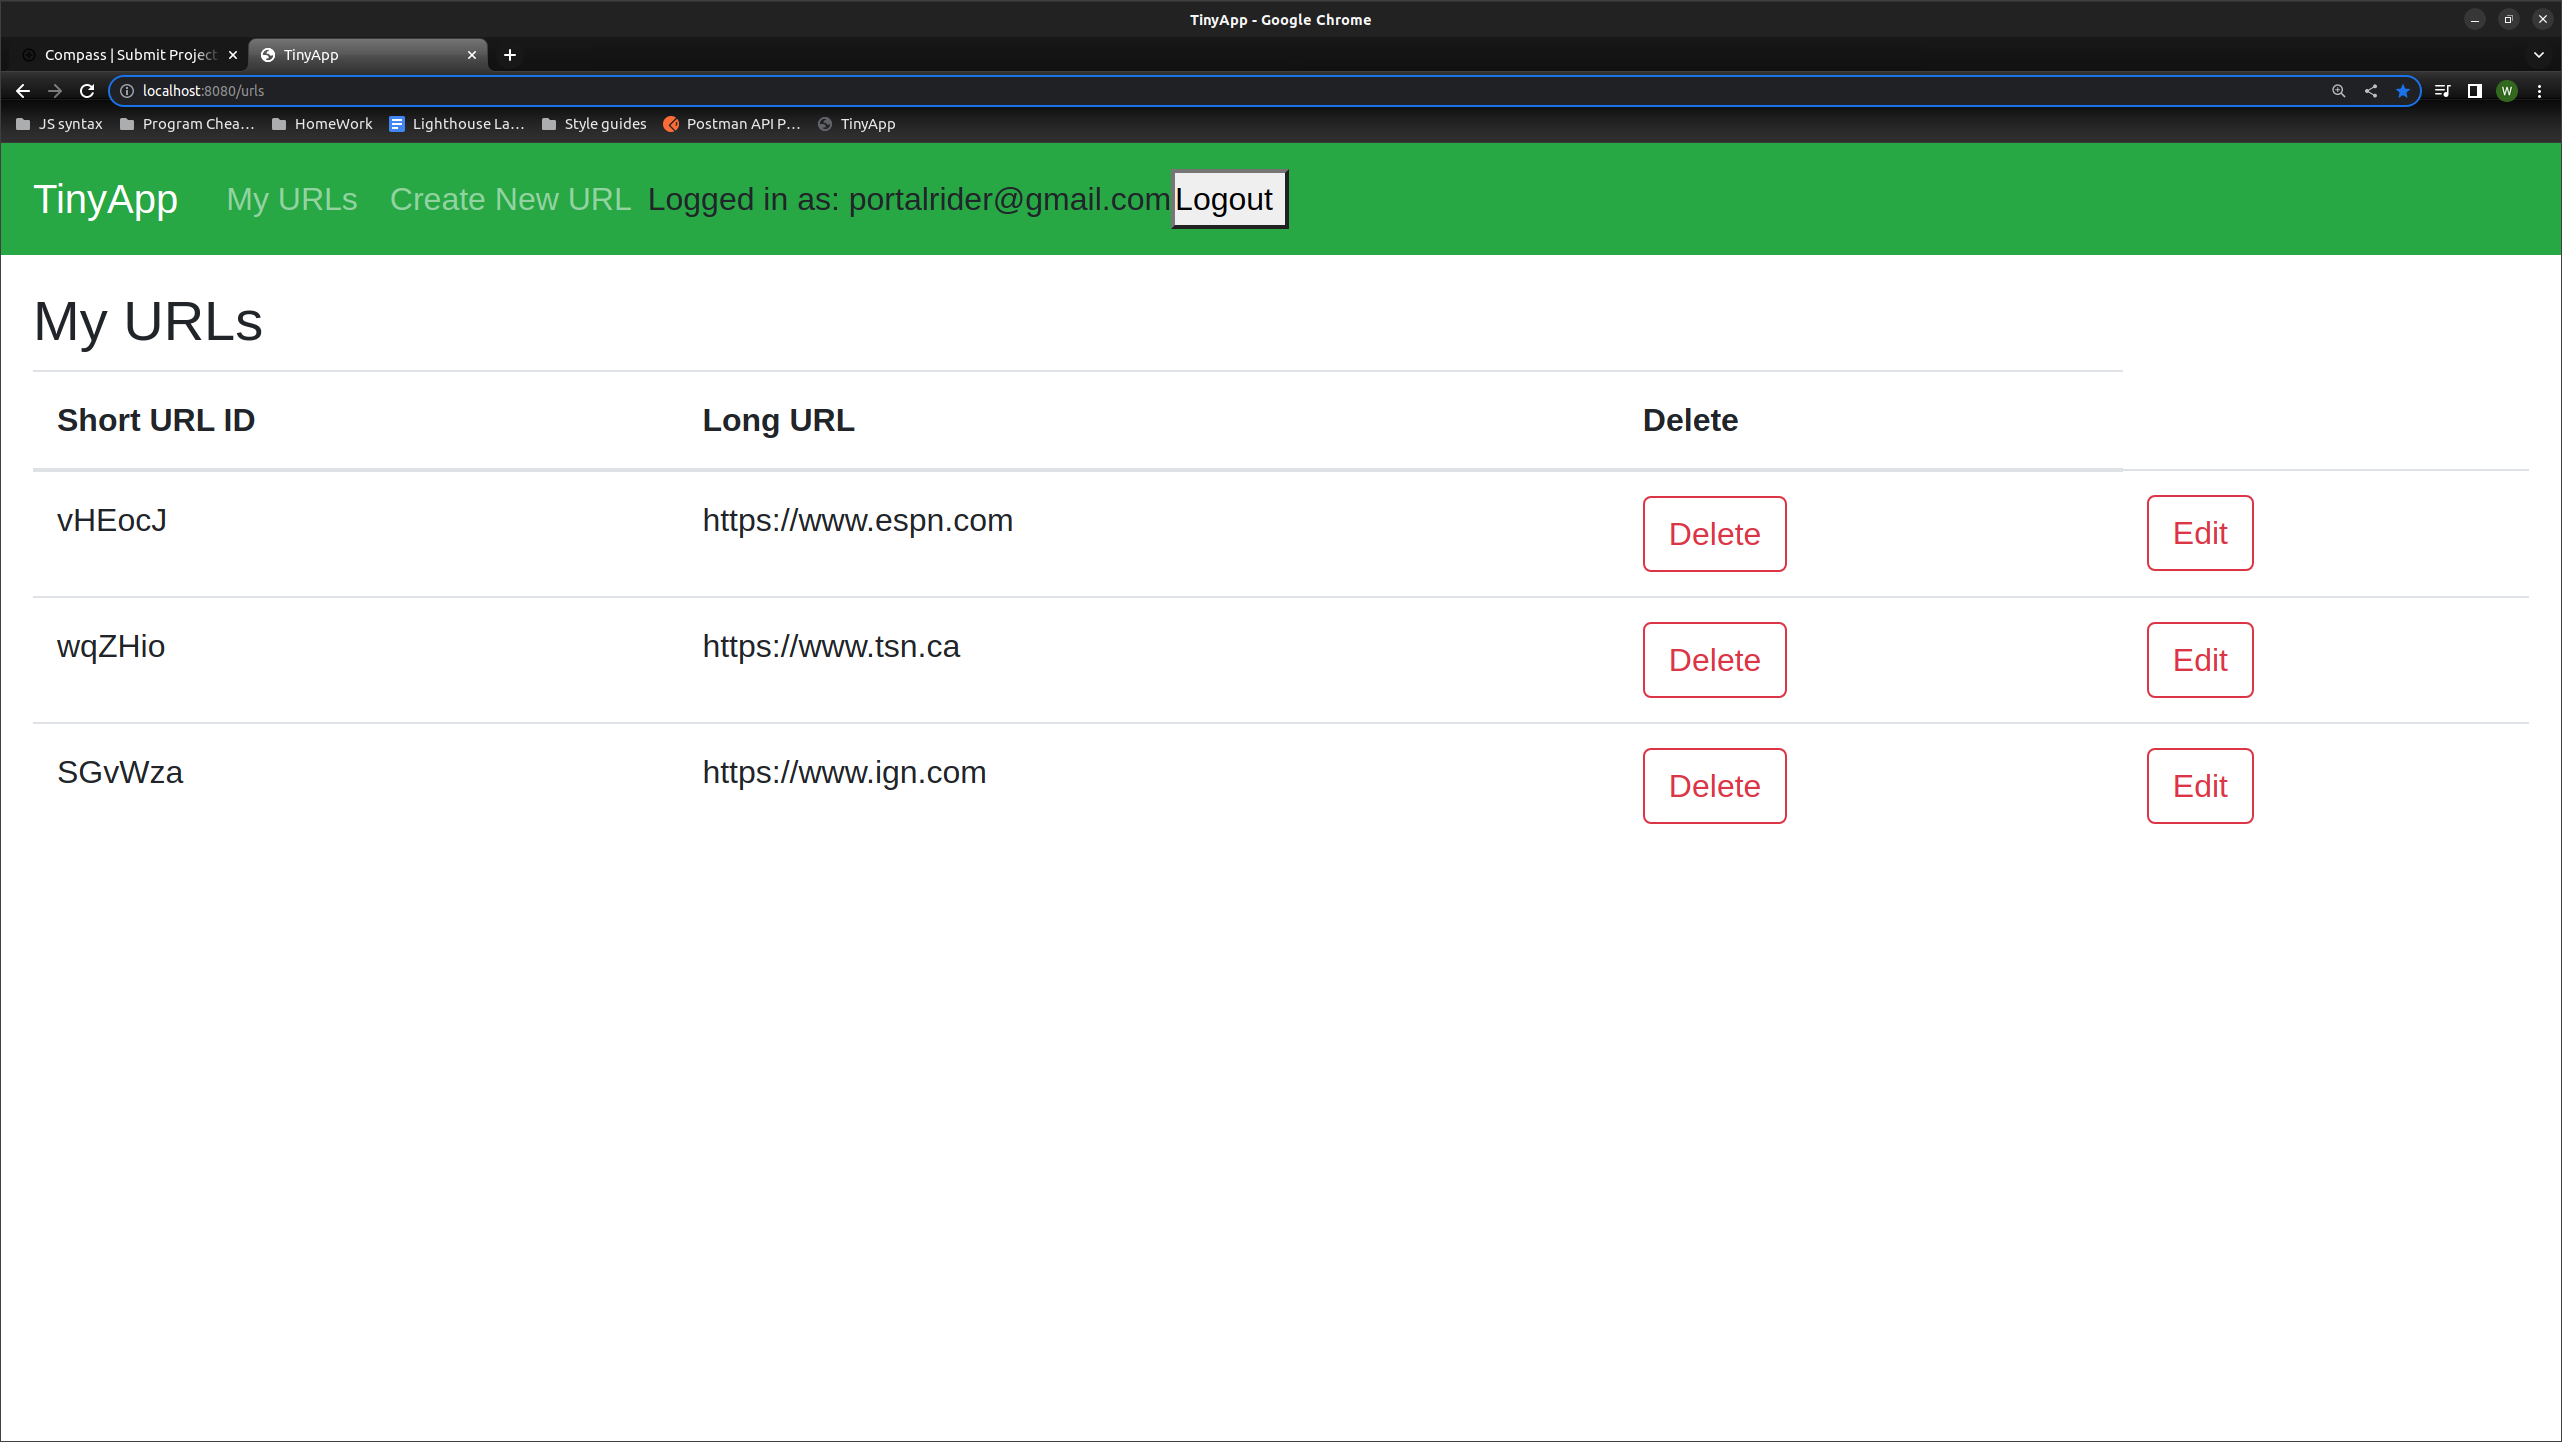 TinyApp - Google Chrome
Compass | Submit Project TinyApp
localhost:8080/urls
W
JS syntax Program Chea... HomeWork Lighthouse La... Style guides Postman API P... TinyApp
TinyApp My URLs Create New URL Logged in as: portalrider@gmail.com Logout
My URLs
Short URL ID Long URL Delete
vHEocJ https://www.espn.com Delete Edit
wqZHio https://www.tsn.ca Delete Edit
SGvWza https://www.ign.com Delete Edit